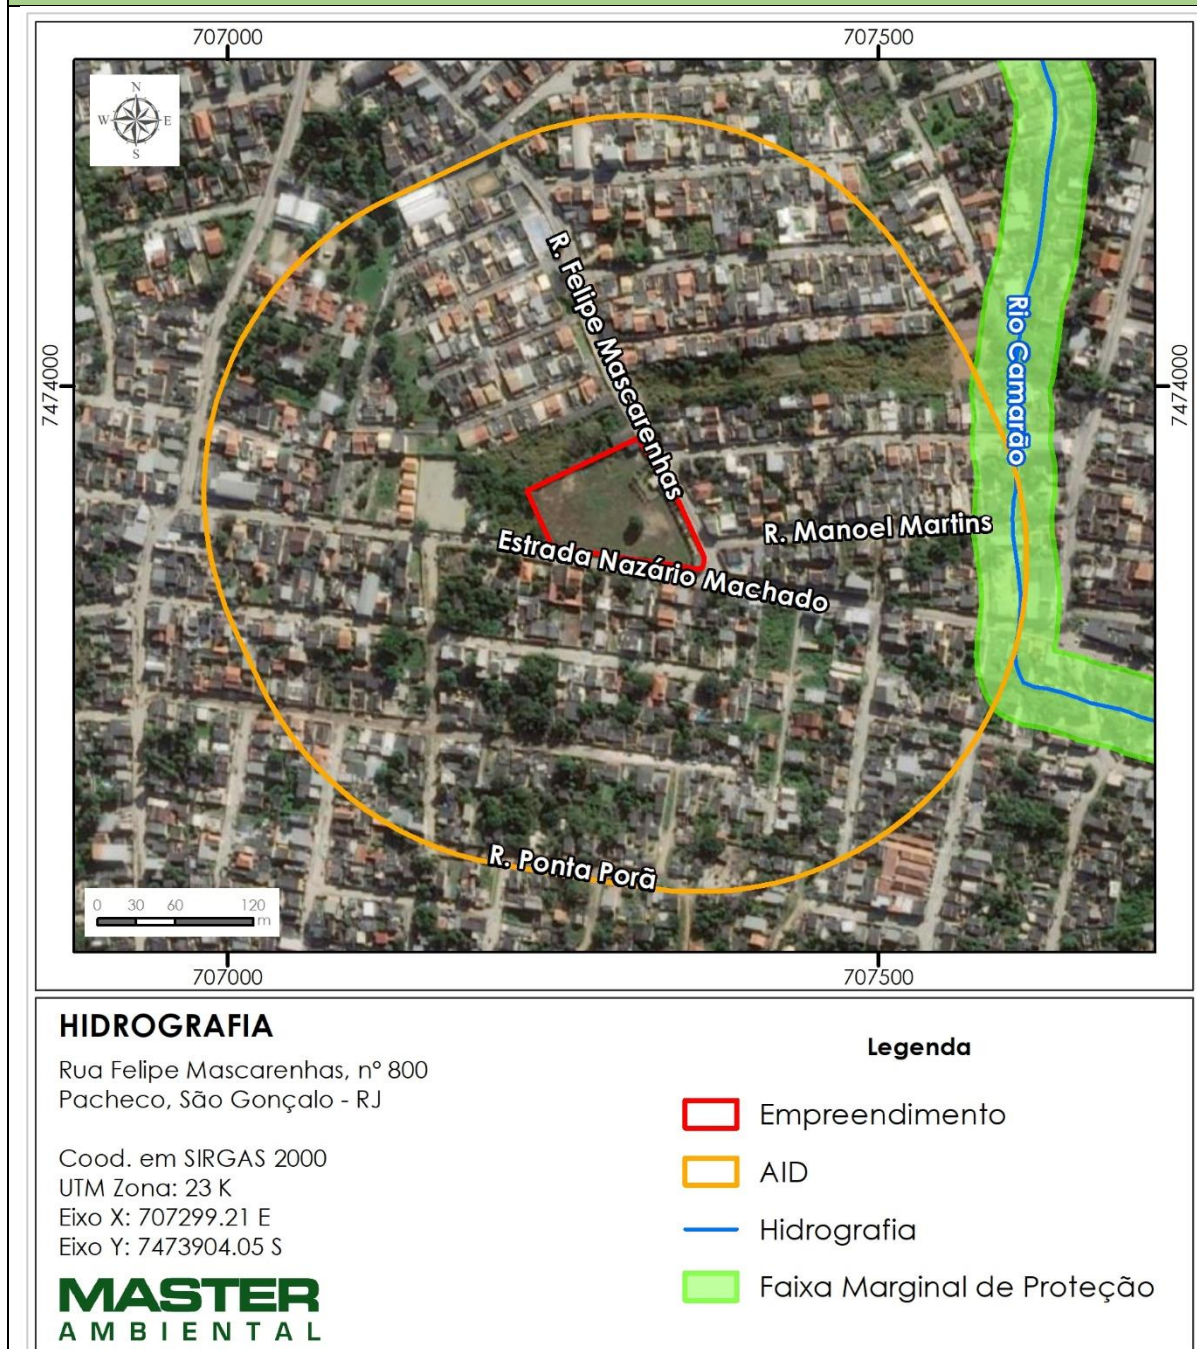 707000
707500
N
W
E
S
R. Felipe Mascarenhas
Rio Camarão
7474000
7474000
R. Manoel Martins
Estrada Nazário Machado
R. Ponta Porã
0 30 60 120
m
707000
707500
HIDROGRAFIA
Rua Felipe Mascarenhas, nº 800
Pacheco, São Gonçalo - RJ
Cood. em SIRGAS 2000
UTM Zona: 23 K
Eixo X: 707299.21 E
Eixo Y: 7473904.05 S
MASTER
AMBIENTAL
Legenda
Empreendimento
AID
Hidrografia
Faixa Marginal de Proteção